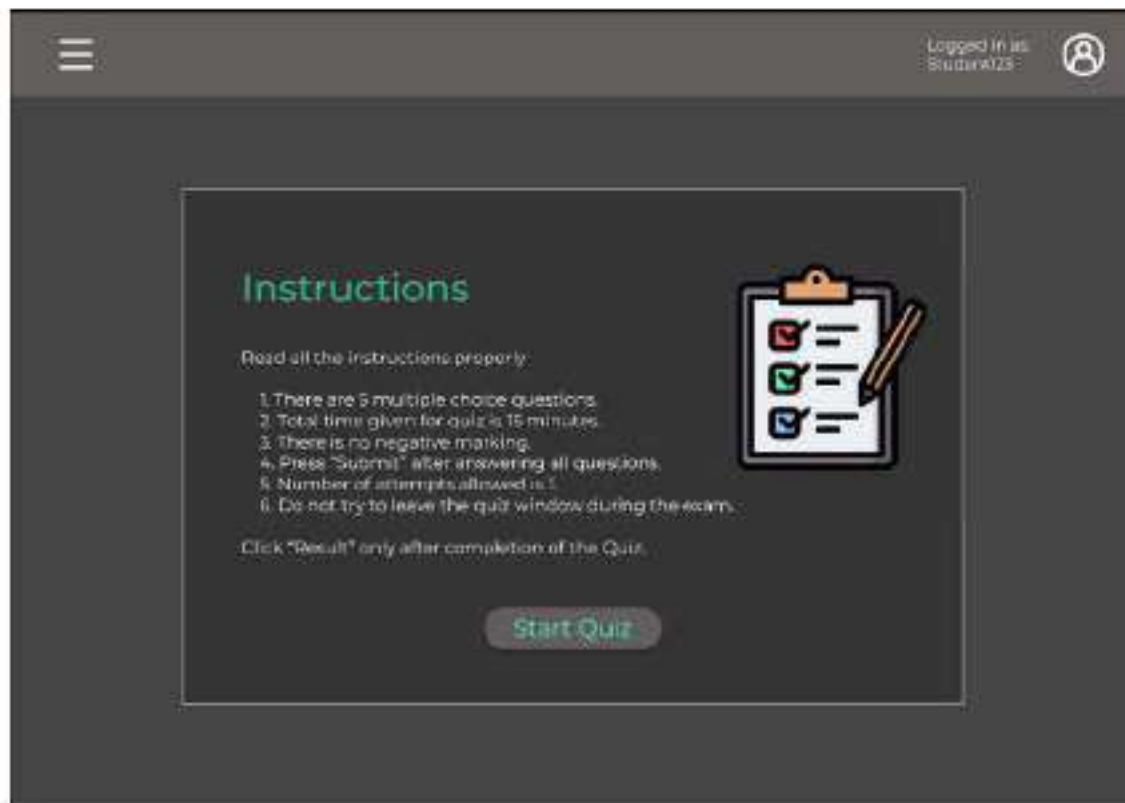 Logged in as
Student123
Instructions
Read all the instructions properly
1. There are 5 multiple choice questions.
2. Total time given for quiz is 15 minutes.
3. There is no negative marking.
4. Press "Submit" after answering all questions.
5. Number of attempts allowed is 1.
6. Do not try to leave the quiz window during the exam.
Click "Result" only after completion of the Quiz.
Start Quiz